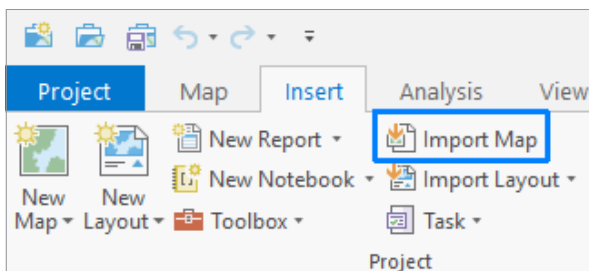 Project Map Insert Analysis View
New Map
New Layout
New Report
New Notebook
Toolbox
Import Map
Import Layout
Task
Project